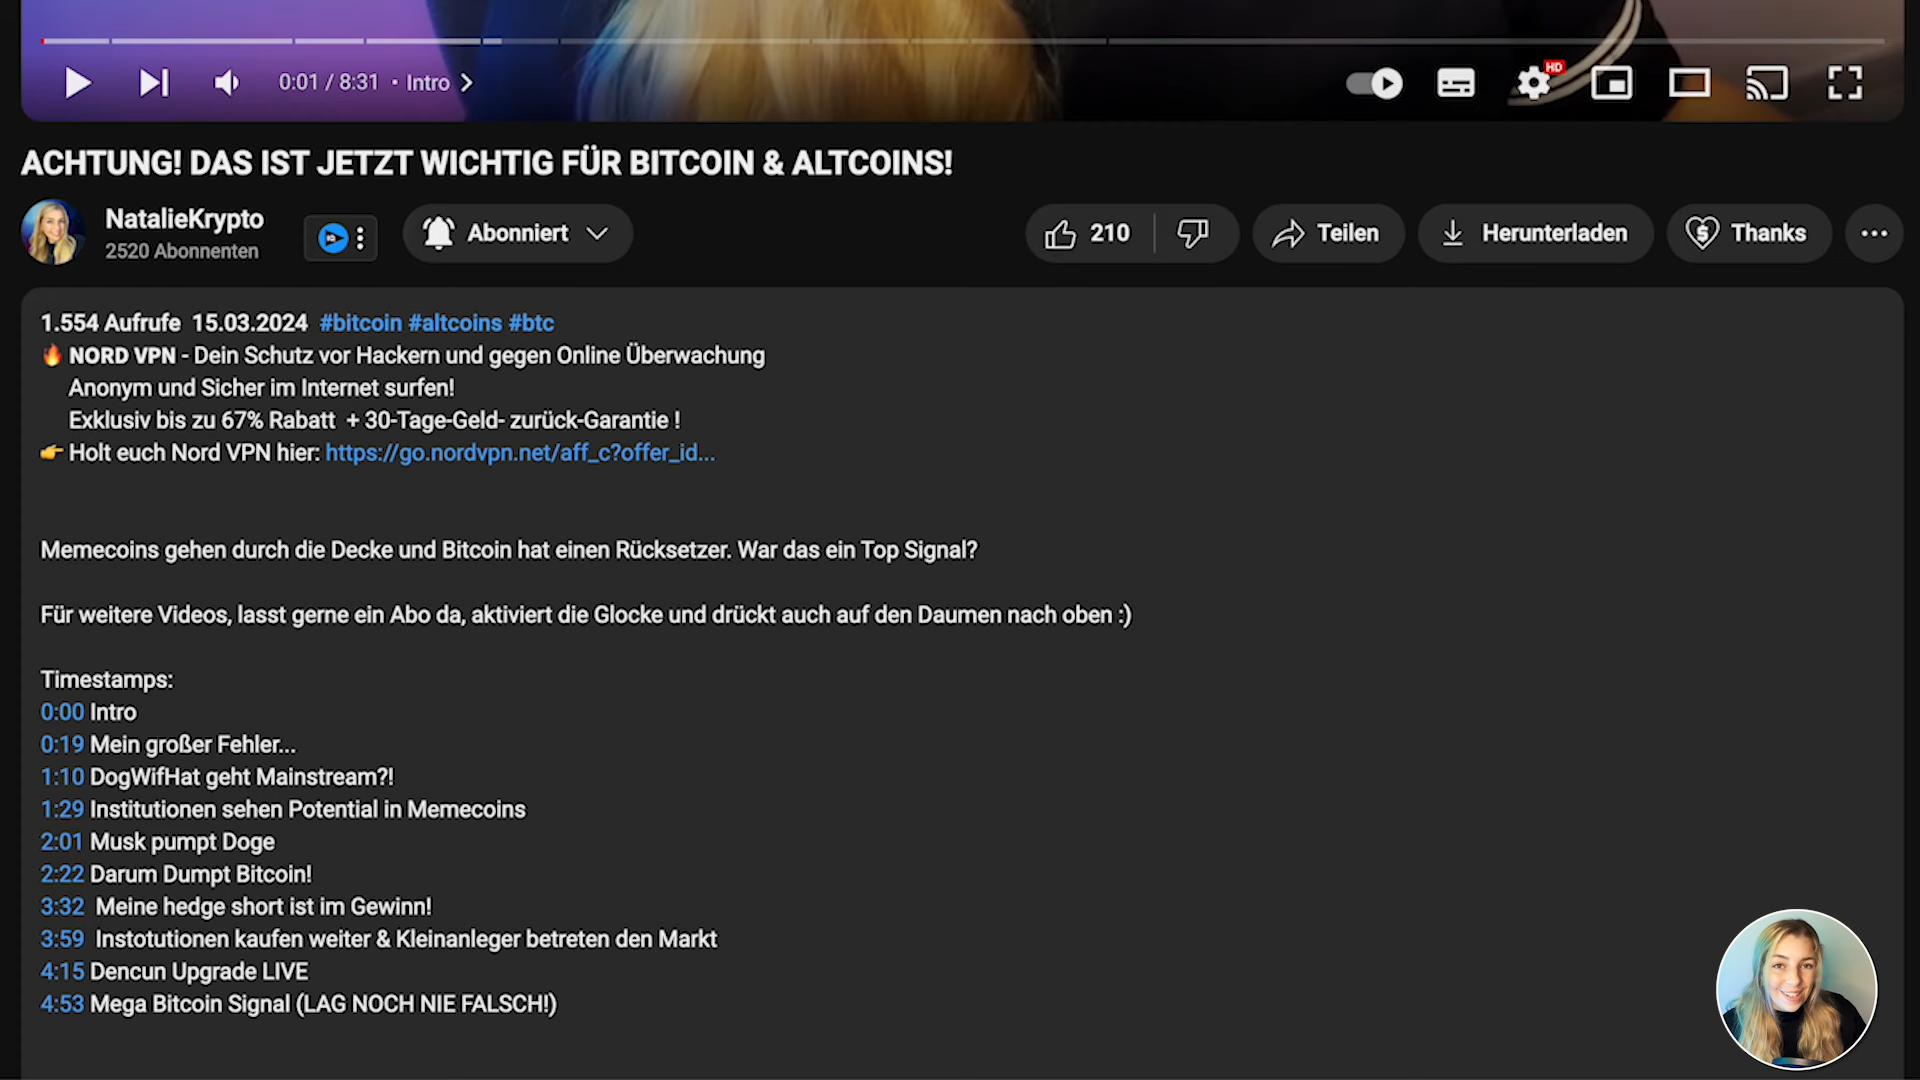 0:01 / 8:31 • Intro
HD
ACHTUNG! DAS IST JETZT WICHTIG FÜR BITCOIN & ALTCOINS!
NatalieKrypto
2520 Abonnenten
Abonniert
210
Teilen
Herunterladen
Thanks
1.554 Aufrufe 15.03.2024 #bitcoin #altcoins #btc
🔥 NORD VPN - Dein Schutz vor Hackern und gegen Online Überwachung
Anonym und Sicher im Internet surfen!
Exklusiv bis zu 67% Rabatt + 30-Tage-Geld- zurück-Garantie !
👉 Holt euch Nord VPN hier: https://go.nordvpn.net/aff_c?offer_id...
Memecoins gehen durch die Decke und Bitcoin hat einen Rücksetzer. War das ein Top Signal?
Für weitere Videos, lasst gerne ein Abo da, aktiviert die Glocke und drückt auch auf den Daumen nach oben :)
Timestamps:
0:00 Intro
0:19 Mein großer Fehler...
1:10 DogWifHat geht Mainstream?!
1:29 Institutionen sehen Potential in Memecoins
2:01 Musk pumpt Doge
2:22 Darum Dumpt Bitcoin!
3:32 Meine hedge short ist im Gewinn!
3:59 Instotutionen kaufen weiter & Kleinanleger betreten den Markt
4:15 Dencun Upgrade LIVE
4:53 Mega Bitcoin Signal (LAG NOCH NIE FALSCH!)